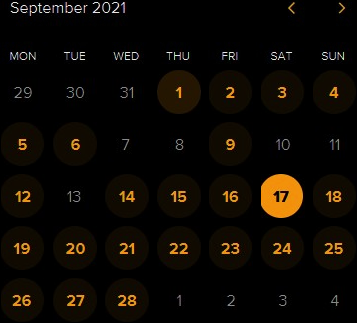 September 2021
MON TUE WED THU FRI SAT SUN
29 30 31 1 2 3 4
5 6 7 8 9 10 11
12 13 14 15 16 17 18
19 20 21 22 23 24 25
26 27 28 1 2 3 4